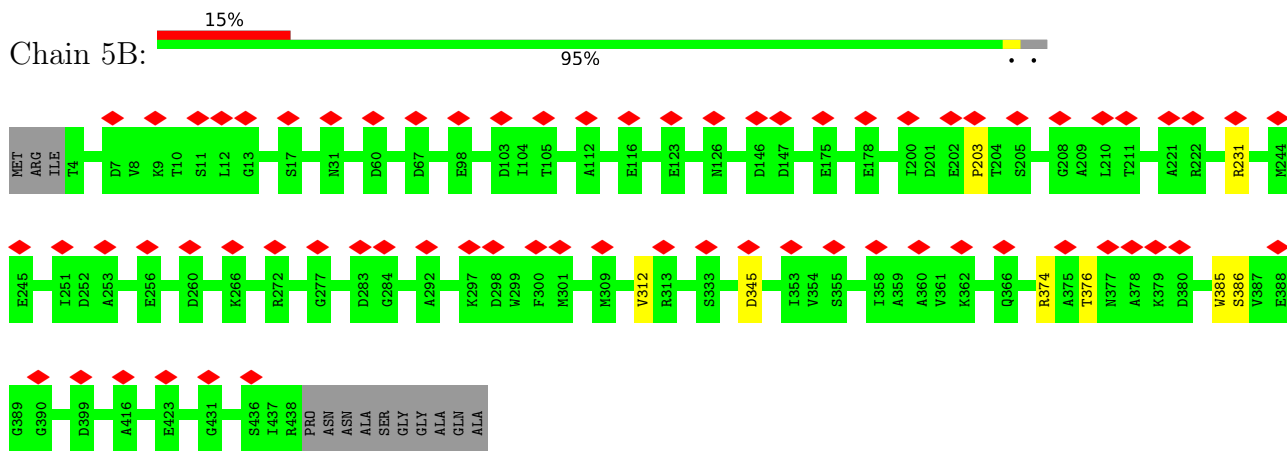 15%
Chain 5B:
95%
• •
MET ARG ILE T4 D7 V8 K9 T10 S11 L12 G13 S17 N31 D60 D67 E98 D103 I104 T105 A112 E116 E123 N126 D146 D147 E175 E178 I200 D201 E202 P203 T204 S205 G208 A209 L210 T211 A221 R222 R231 M244
E245 I251 D252 A253 E256 D260 K266 R272 G277 D283 G284 A292 K297 D298 W299 F300 M301 M309 V312 R313 S333 D345 I353 V354 S355 I358 A359 A360 V361 K362 Q366 R374 A375 T376 N377 A378 K379 D380 W385 S386 V387 E388
G389 G390 D399 A416 E423 G431 S436 I437 R438 PRO ASN ASN ALA SER GLY GLY ALA GLN ALA